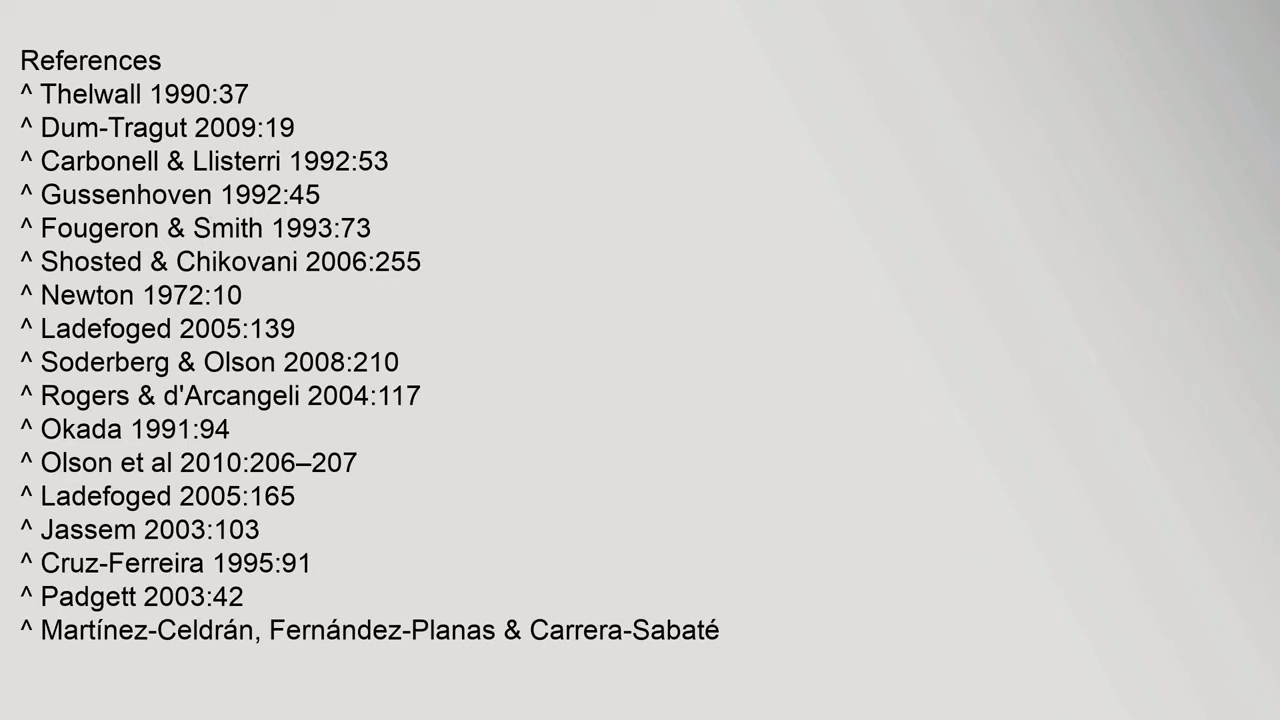 References
^ Thelwall 1990:37
^ Dum-Tragut 2009:19
^ Carbonell & Llisterri 1992:53
^ Gussenhoven 1992:45
^ Fougeron & Smith 1993:73
^ Shosted & Chikovani 2006:255
^ Newton 1972:10
^ Ladefoged 2005:139
^ Soderberg & Olson 2008:210
^ Rogers & d'Arcangeli 2004:117
^ Okada 1991:94
^ Olson et al 2010:206–207
^ Ladefoged 2005:165
^ Jassem 2003:103
^ Cruz-Ferreira 1995:91
^ Padgett 2003:42
^ Martínez-Celdrán, Fernández-Planas & Carrera-Sabaté